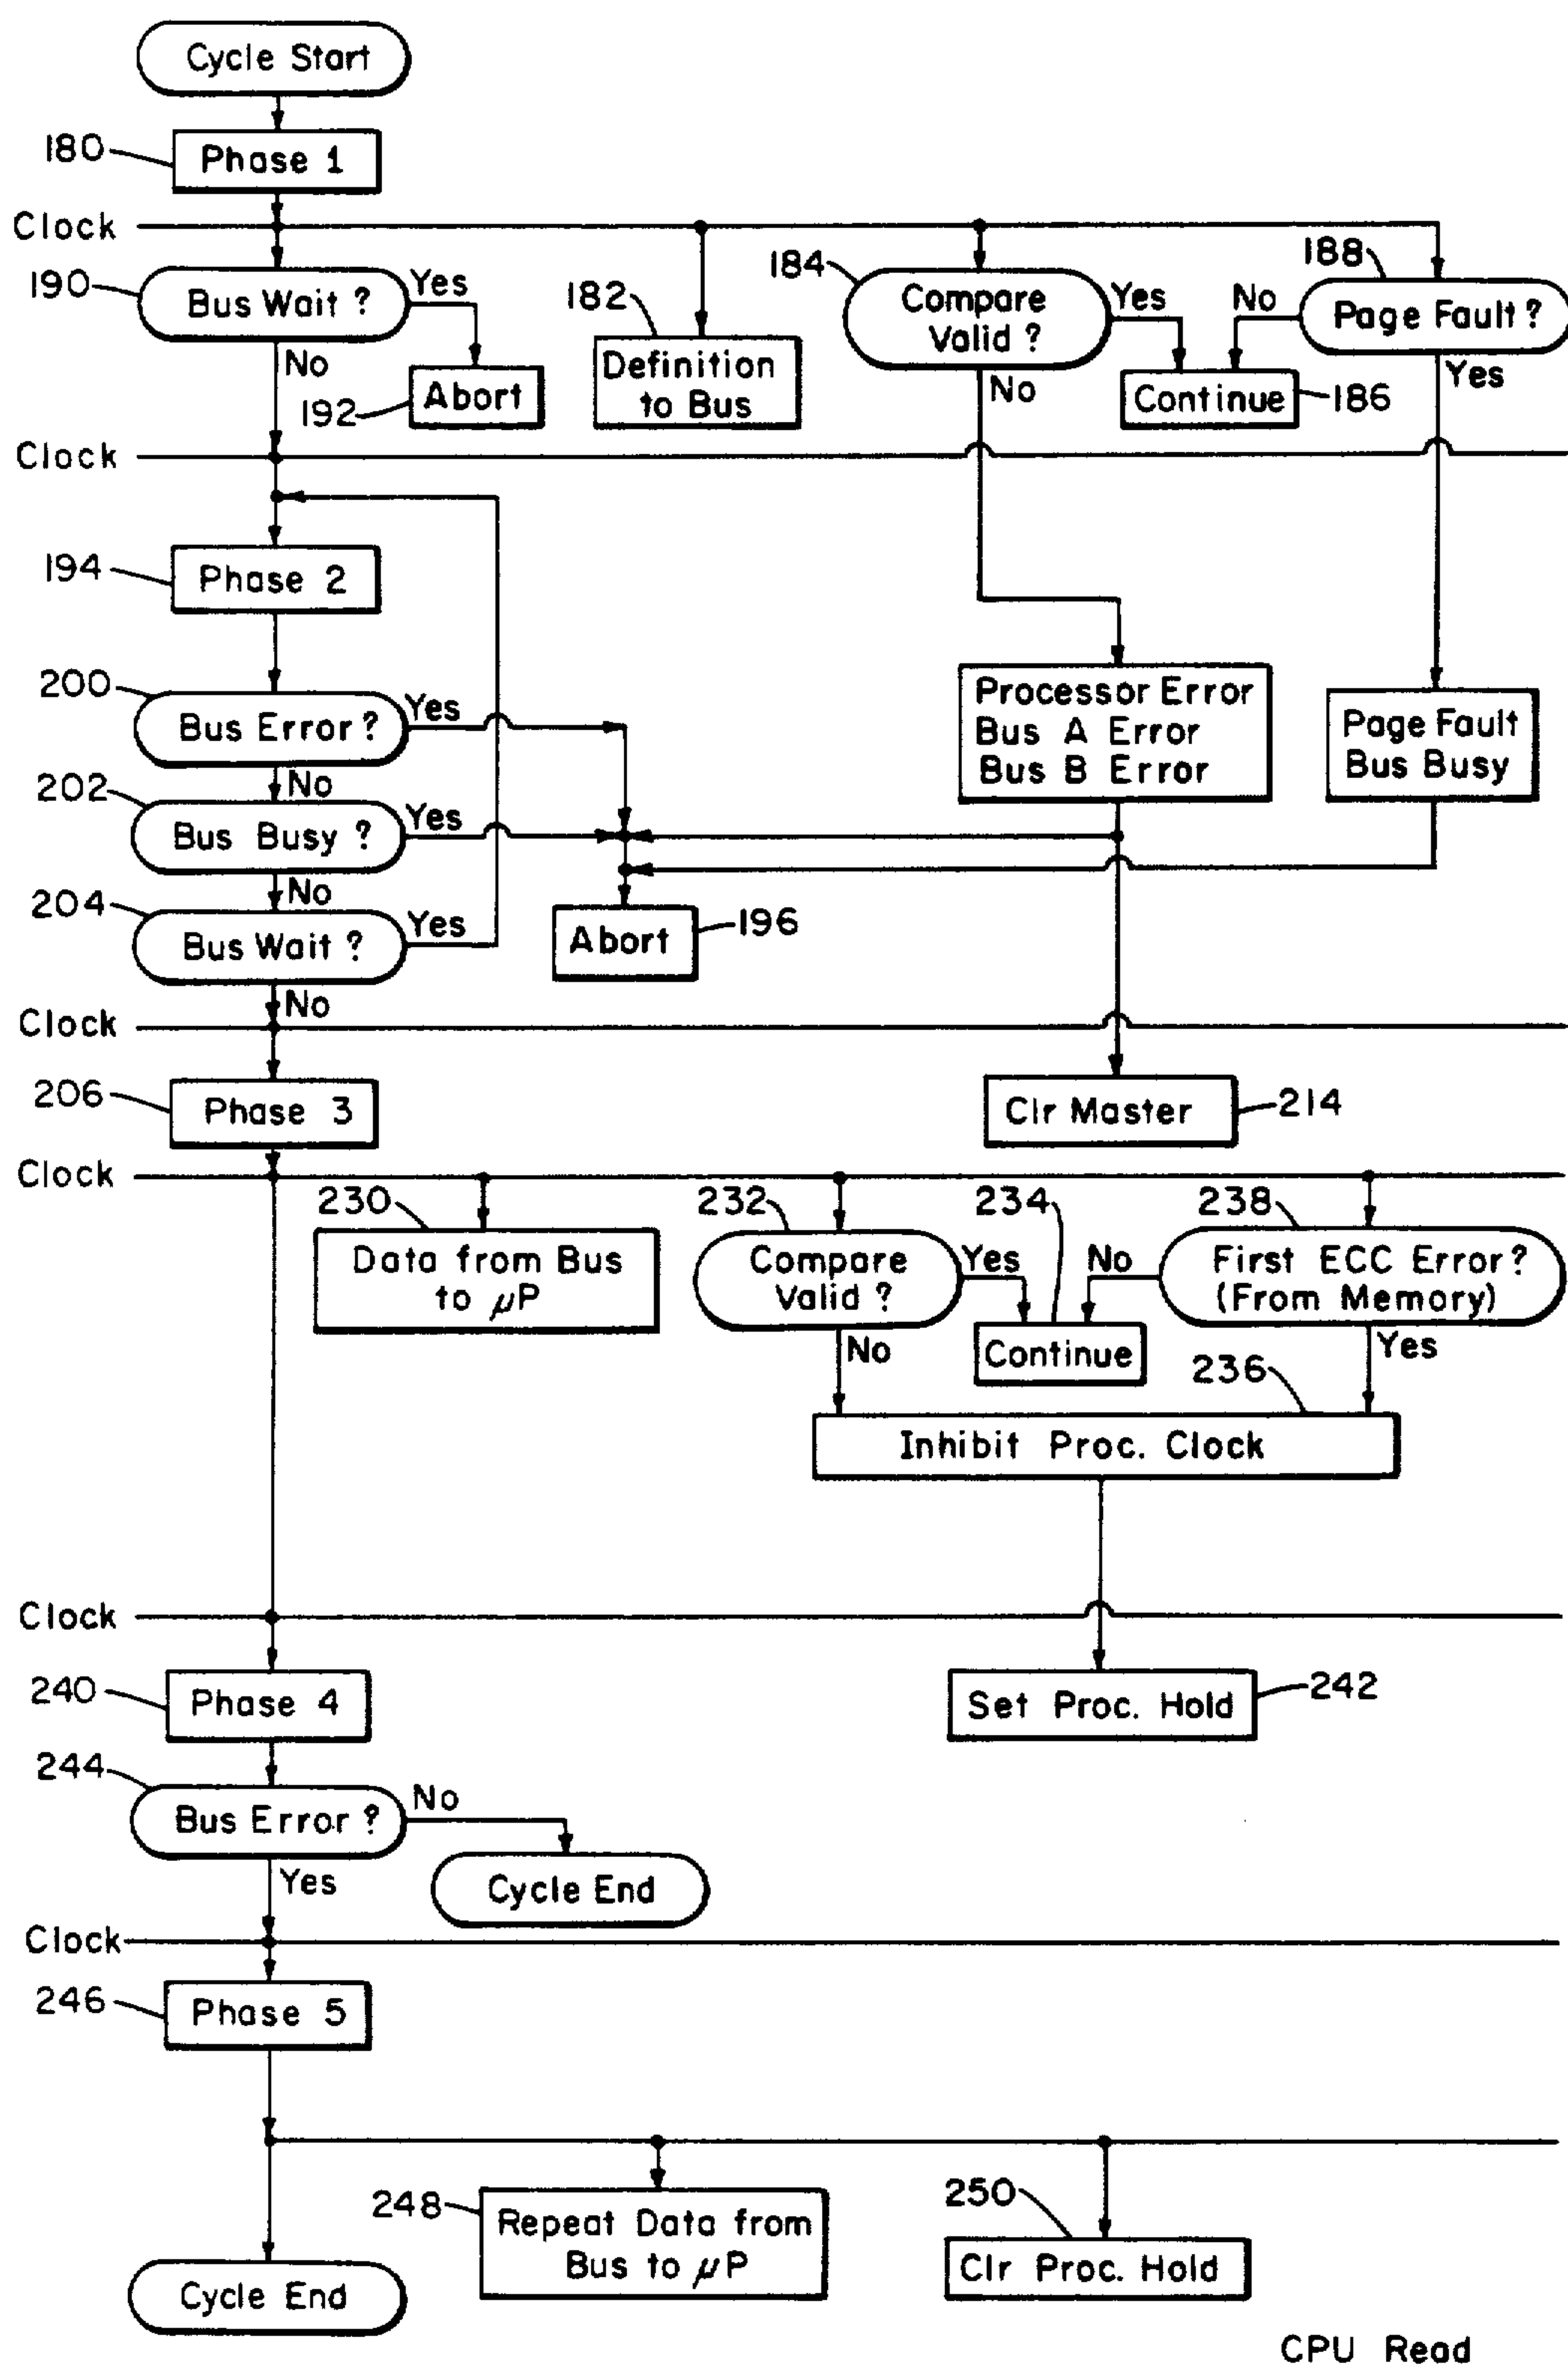 Cycle Start
180
Phase 1
Clock
190
Bus Wait ?
Yes
No
192
Abort
182
Definition
to Bus
184
Compare
Valid ?
Yes
No
188
Page Fault ?
No
Yes
Continue
186
Clock
194
Phase 2
200
Bus Error ?
Yes
No
202
Bus Busy ?
Yes
No
204
Bus Wait ?
Yes
No
Processor Error
Bus A Error
Bus B Error
Page Fault
Bus Busy
Abort
196
Clock
206
Phase 3
Clr Master
214
Clock
230
Data from Bus
to µP
232
Compare
Valid ?
Yes
No
234
Continue
238
First ECC Error?
(From Memory)
No
Yes
236
Inhibit Proc. Clock
Clock
240
Phase 4
Set Proc. Hold
242
244
Bus Error ?
No
Yes
Cycle End
Clock
246
Phase 5
248
Repeat Data from
Bus to µP
250
Clr Proc. Hold
Cycle End
CPU Read